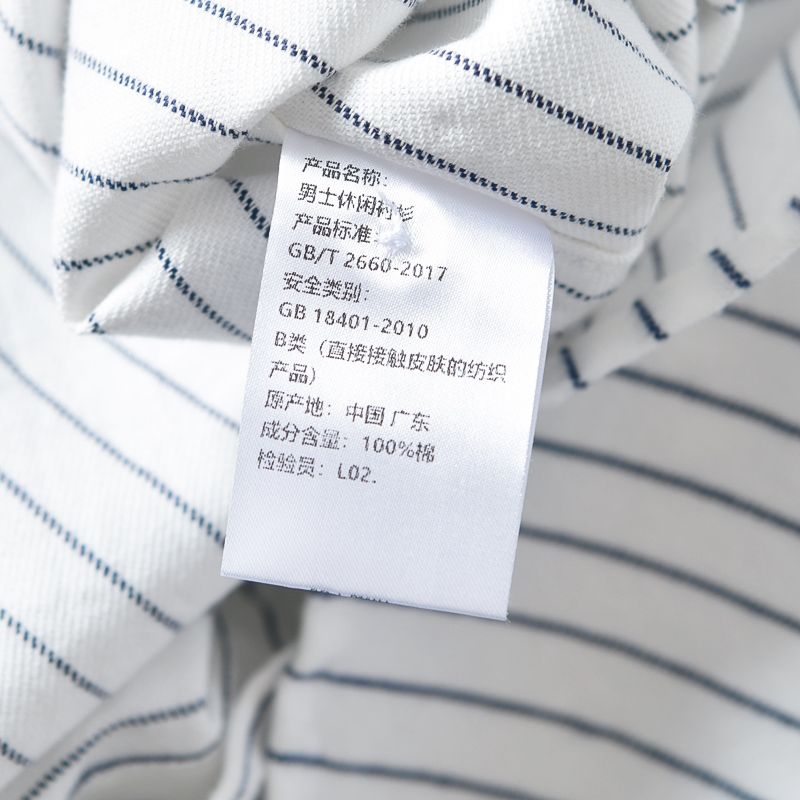 产品名称：
男士休闲衬衫
产品标准：
GB/T 2660-2017
安全类别：
GB 18401-2010
B类（直接接触皮肤的纺织
产品）
原产地：中国 广东
成分含量：100%棉
检验员：L02.